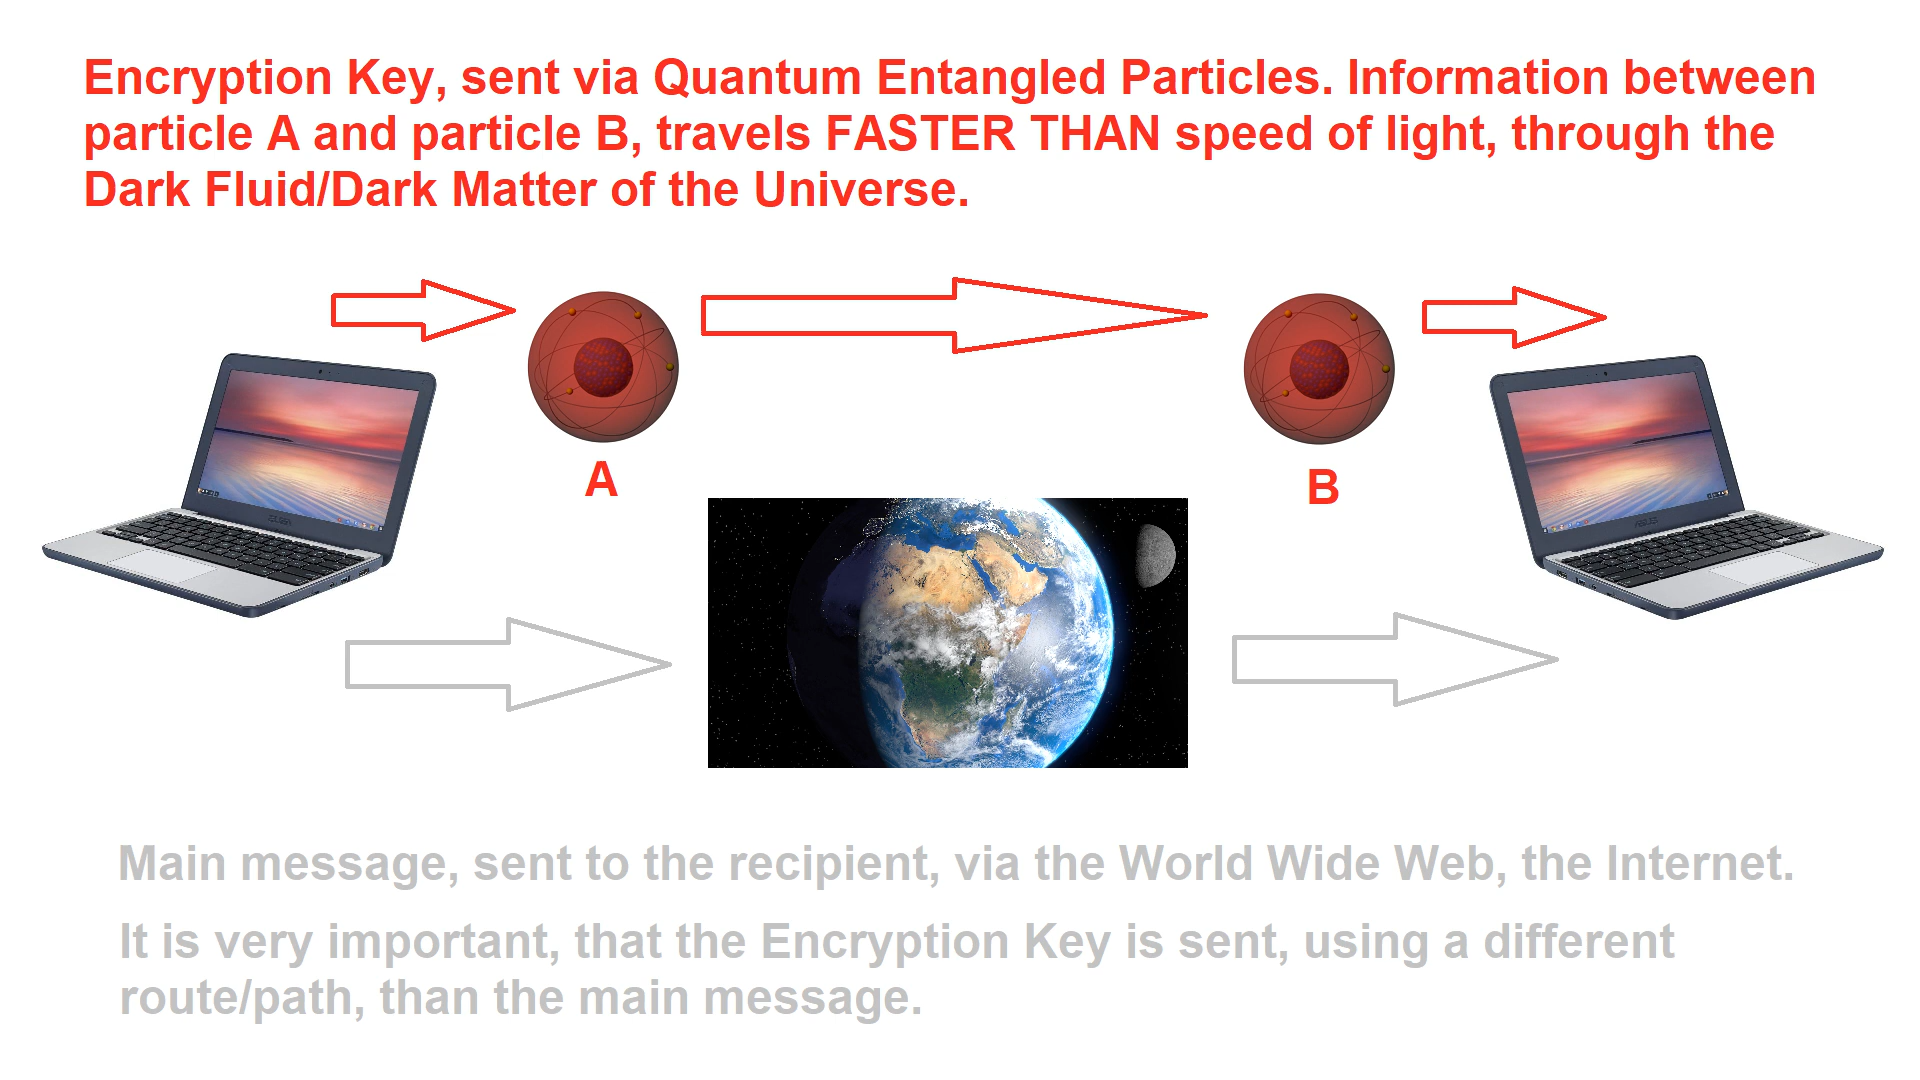 Encryption Key, sent via Quantum Entangled Particles. Information between
particle A and particle B, travels FASTER THAN speed of light, through the
Dark Fluid/Dark Matter of the Universe.
A
B
Main message, sent to the recipient, via the World Wide Web, the Internet.
It is very important, that the Encryption Key is sent, using a different
route/path, than the main message.